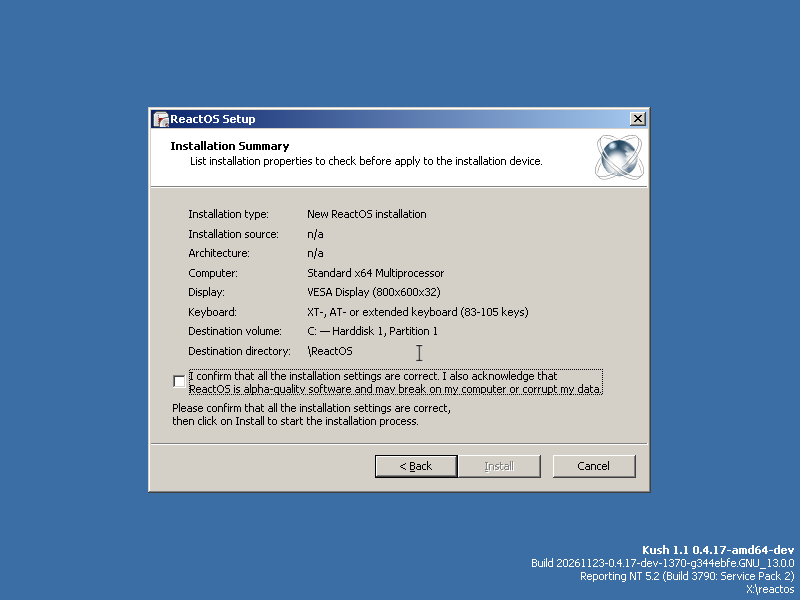 ReactOS Setup
Installation Summary
List installation properties to check before apply to the installation device.
Installation type: New ReactOS installation
Installation source: n/a
Architecture: n/a
Computer: Standard x64 Multiprocessor
Display: VESA Display (800x600x32)
Keyboard: XT-, AT- or extended keyboard (83-105 keys)
Destination volume: C: — Harddisk 1, Partition 1
Destination directory: \ReactOS
I confirm that all the installation settings are correct. I also acknowledge that
ReactOS is alpha-quality software and may break on my computer or corrupt my data.
Please confirm that all the installation settings are correct,
then click on Install to start the installation process.
< Back Install Cancel
Kush 1.1 0.4.17-amd64-dev
Build 20261123-0.4.17-dev-1370-g344ebfe.GNU_13.0.0
Reporting NT 5.2 (Build 3790: Service Pack 2)
X:\reactos